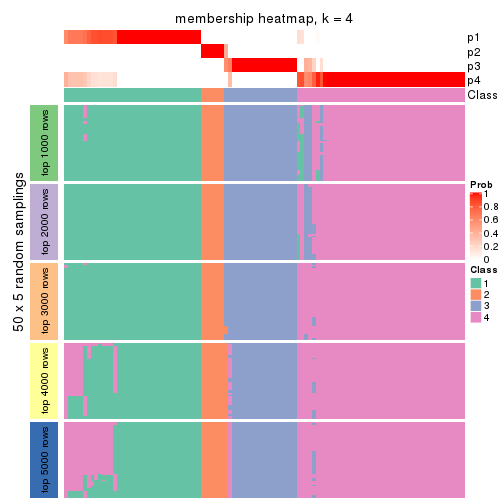 membership heatmap, k = 4
p1
p2
p3
p4
Class
50 x 5 random samplings
top 1000 rows
top 2000 rows
top 3000 rows
top 4000 rows
top 5000 rows
Prob
1
0.8
0.6
0.4
0.2
0
Class
1
2
3
4